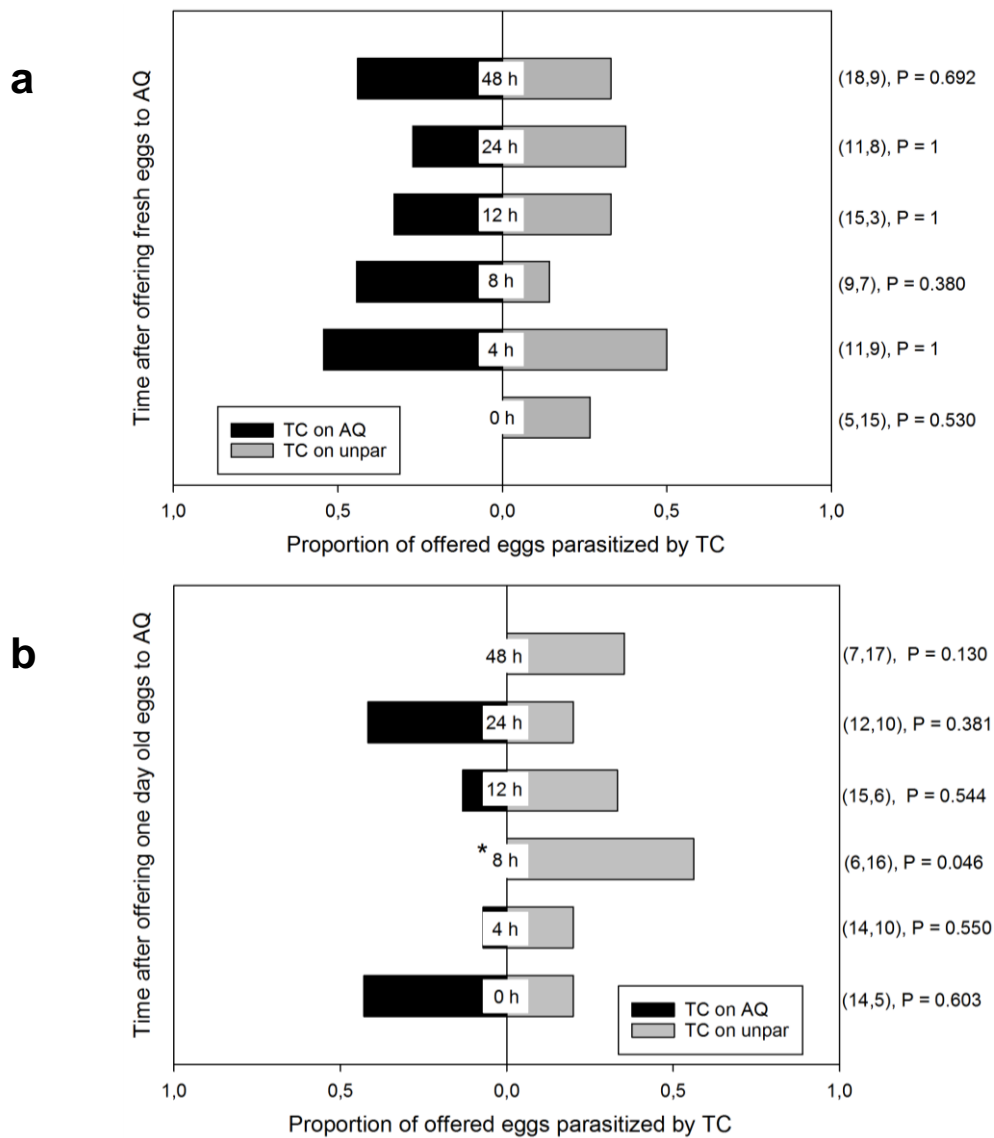 a
Time after offering fresh eggs to AQ
48 h
(18,9), P = 0.692
24 h
(11,8), P = 1
12 h
(15,3), P = 1
8 h
(9,7), P = 0.380
4 h
(11,9), P = 1
0 h
(5,15), P = 0.530
TC on AQ
TC on unpar
1,0 0,5 0,0 0,5 1,0
Proportion of offered eggs parasitized by TC
b
Time after offering one day old eggs to AQ
48 h
(7,17), P = 0.130
24 h
(12,10), P = 0.381
12 h
(15,6), P = 0.544
* 8 h
(6,16), P = 0.046
4 h
(14,10), P = 0.550
0 h
(14,5), P = 0.603
TC on AQ
TC on unpar
1,0 0,5 0,0 0,5 1,0
Proportion of offered eggs parasitized by TC